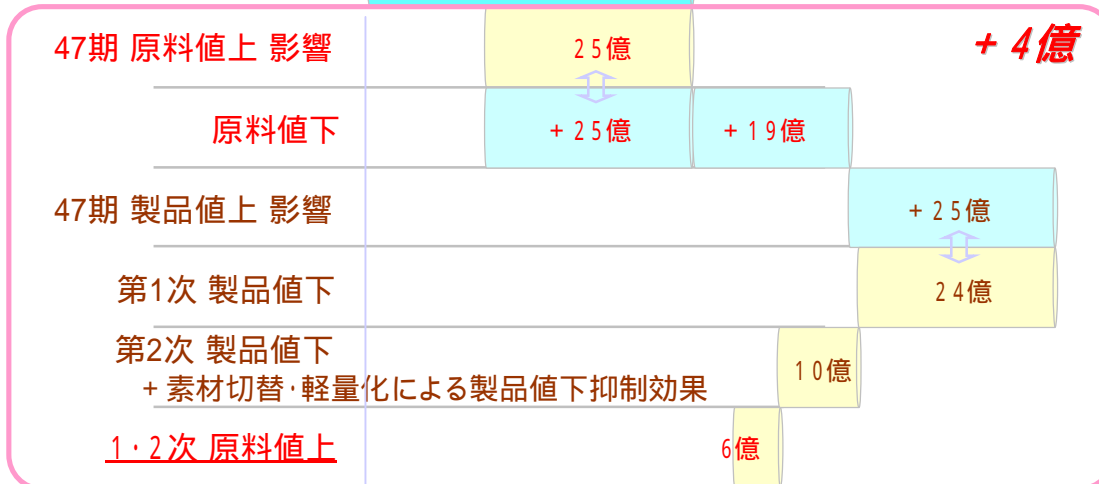 47期 原料値上 影響
25億
+4億
原料値下
+25億
+19億
47期 製品値上 影響
+25億
第1次 製品値下
24億
第2次 製品値下
+素材切替・軽量化による製品値下抑制効果
10億
1・2次 原料値上
6億